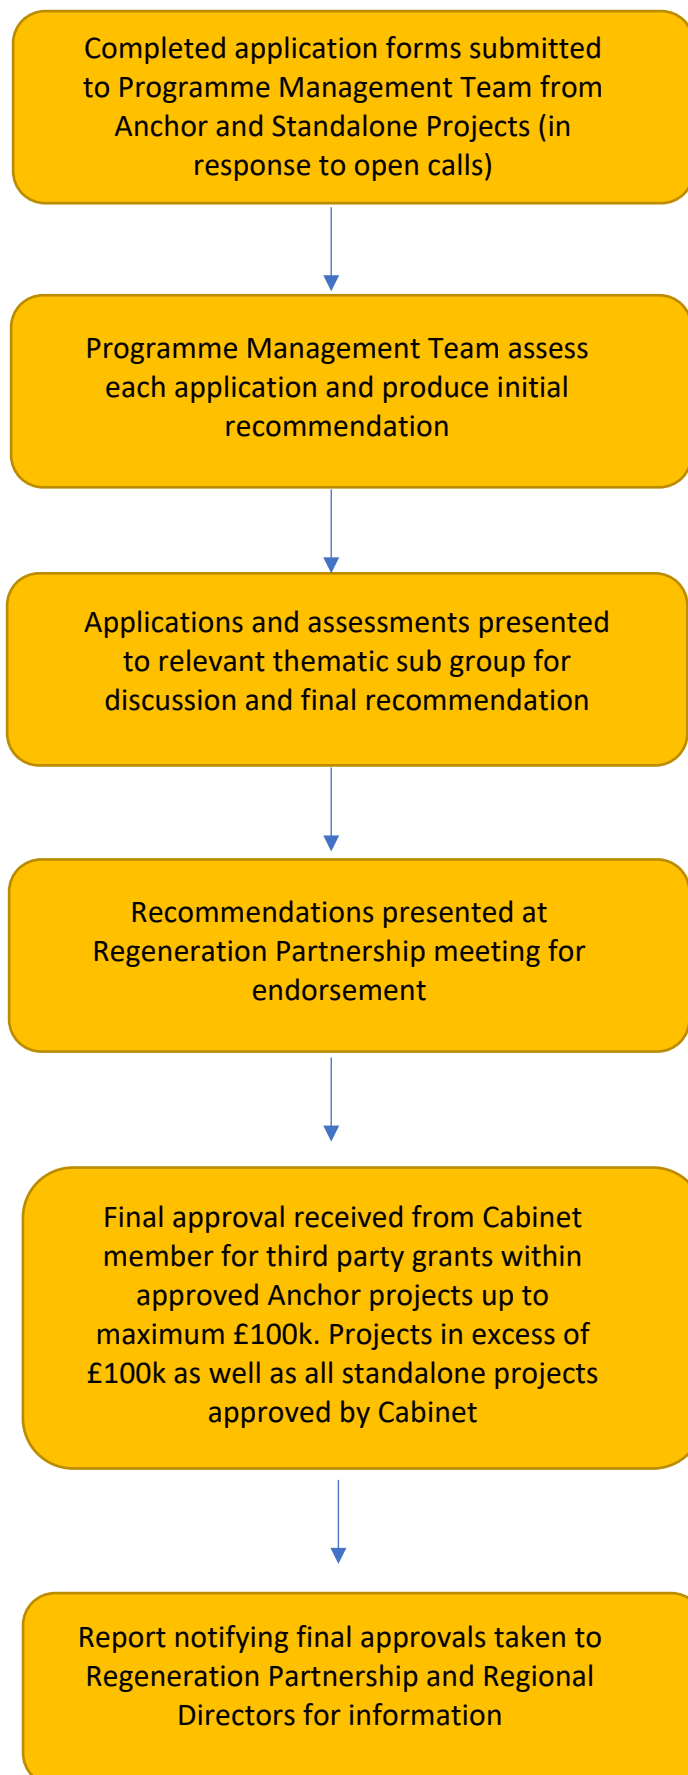 Completed application forms submitted
to Programme Management Team from
Anchor and Standalone Projects (in
response to open calls)
Programme Management Team assess
each application and produce initial
recommendation
Applications and assessments presented
to relevant thematic sub group for
discussion and final recommendation
Recommendations presented at
Regeneration Partnership meeting for
endorsement
Final approval received from Cabinet
member for third party grants within
approved Anchor projects up to
maximum £100k. Projects in excess of
£100k as well as all standalone projects
approved by Cabinet
Report notifying final approvals taken to
Regeneration Partnership and Regional
Directors for information